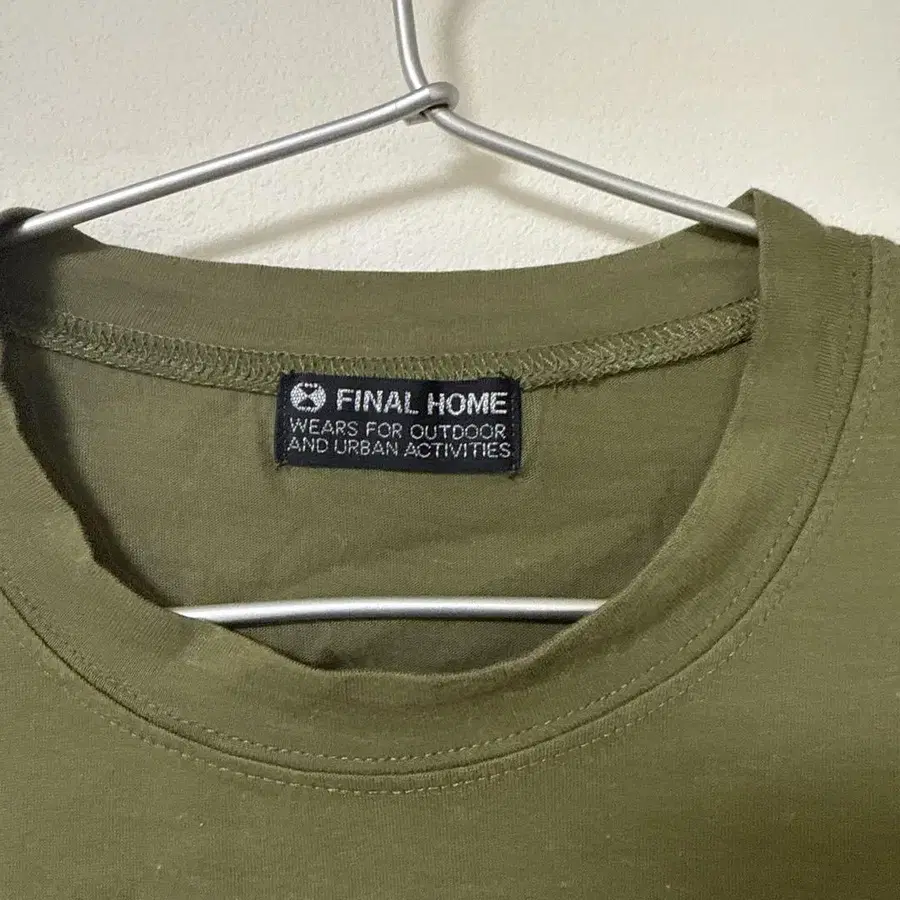 FINAL HOME
WEARS FOR OUTDOOR
AND URBAN ACTIVITIES